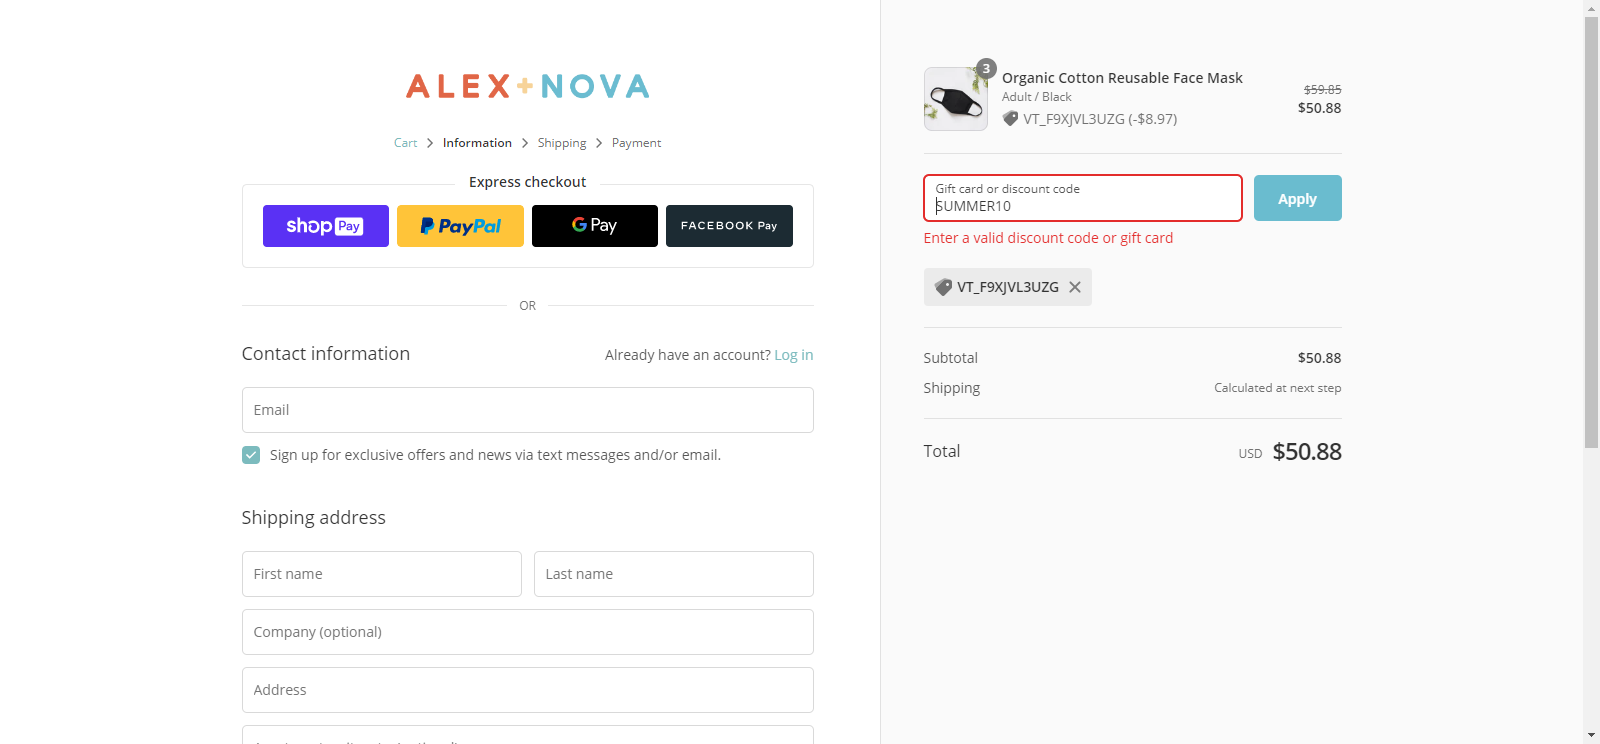 ALEX+NOVA
Cart > Information > Shipping > Payment
Express checkout
shop Pay
PayPal
G Pay
FACEBOOK Pay
OR
Contact information
Already have an account? Log in
Email
Sign up for exclusive offers and news via text messages and/or email.
Shipping address
First name
Last name
Company (optional)
Address
3
Organic Cotton Reusable Face Mask
Adult / Black
VT_F9XJVL3UZG (-$8.97)
$59.85
$50.88
Gift card or discount code
SUMMER10
Apply
Enter a valid discount code or gift card
VT_F9XJVL3UZG
Subtotal
$50.88
Shipping
Calculated at next step
Total
USD $50.88